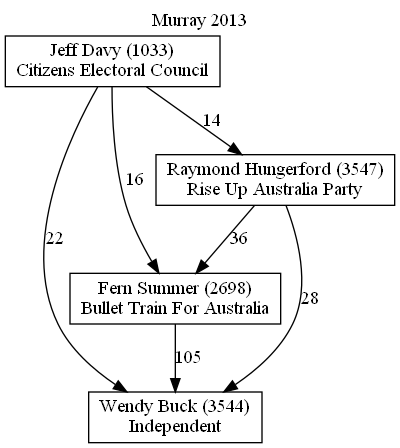 Murray 2013
Jeff Davy (1033)
Citizens Electoral Council
14
Raymond Hungerford (3547)
Rise Up Australia Party
16
22
36
Fern Summer (2698)
Bullet Train For Australia
28
105
Wendy Buck (3544)
Independent